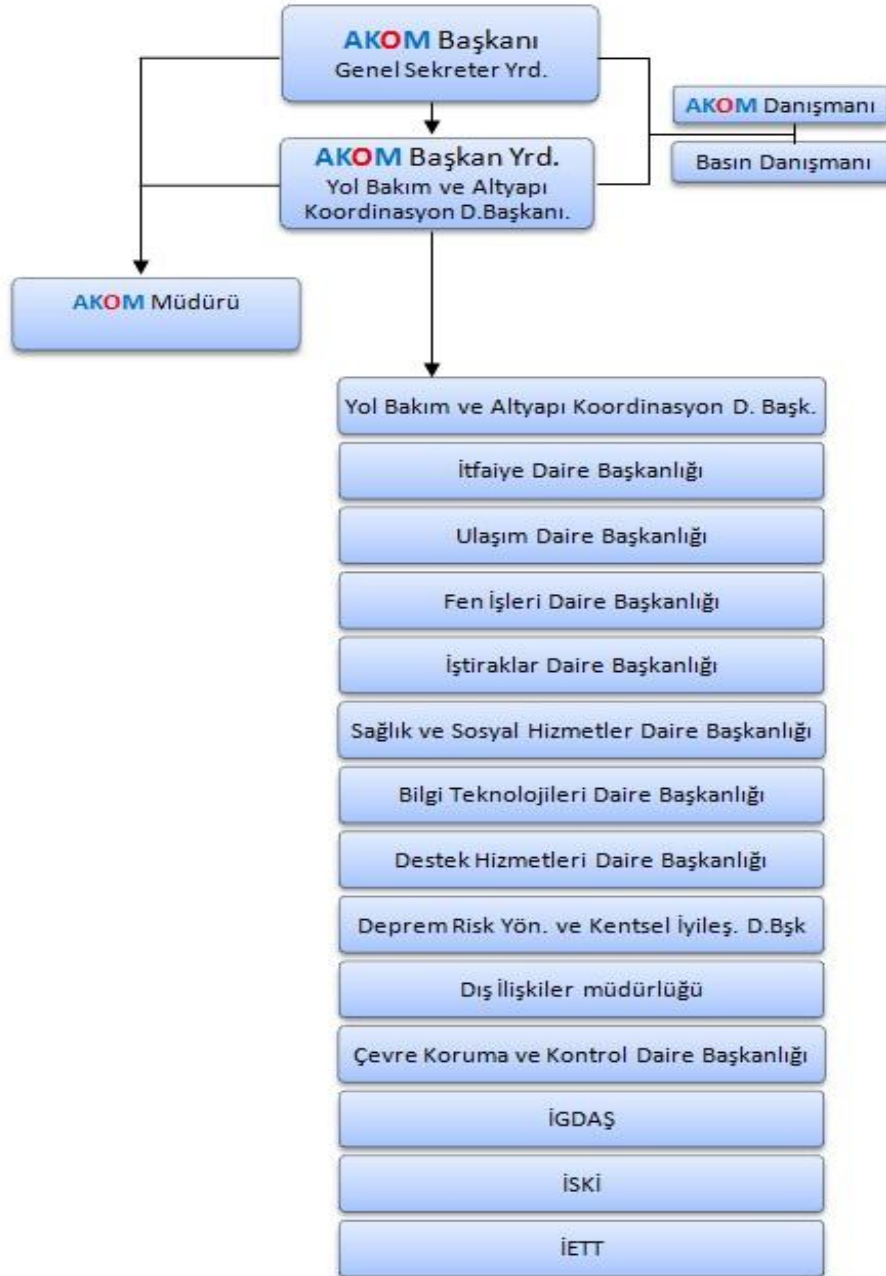 AKOM Başkanı
Genel Sekreter Yrd.
AKOM Danışmanı
Basın Danışmanı
AKOM Başkan Yrd.
Yol Bakım ve Altyapı
Koordinasyon D.Başkanı.
AKOM Müdürü
Yol Bakım ve Altyapı Koordinasyon D. Başk.
İtfaiye Daire Başkanlığı
Ulaşım Daire Başkanlığı
Fen İşleri Daire Başkanlığı
İştiraklar Daire Başkanlığı
Sağlık ve Sosyal Hizmetler Daire Başkanlığı
Bilgi Teknolojileri Daire Başkanlığı
Destek Hizmetleri Daire Başkanlığı
Deprem Risk Yön. ve Kentsel İyileş. D.Bşk
Dış İlişkiler müdürlüğü
Çevre Koruma ve Kontrol Daire Başkanlığı
İGDAŞ
İSKİ
İETT